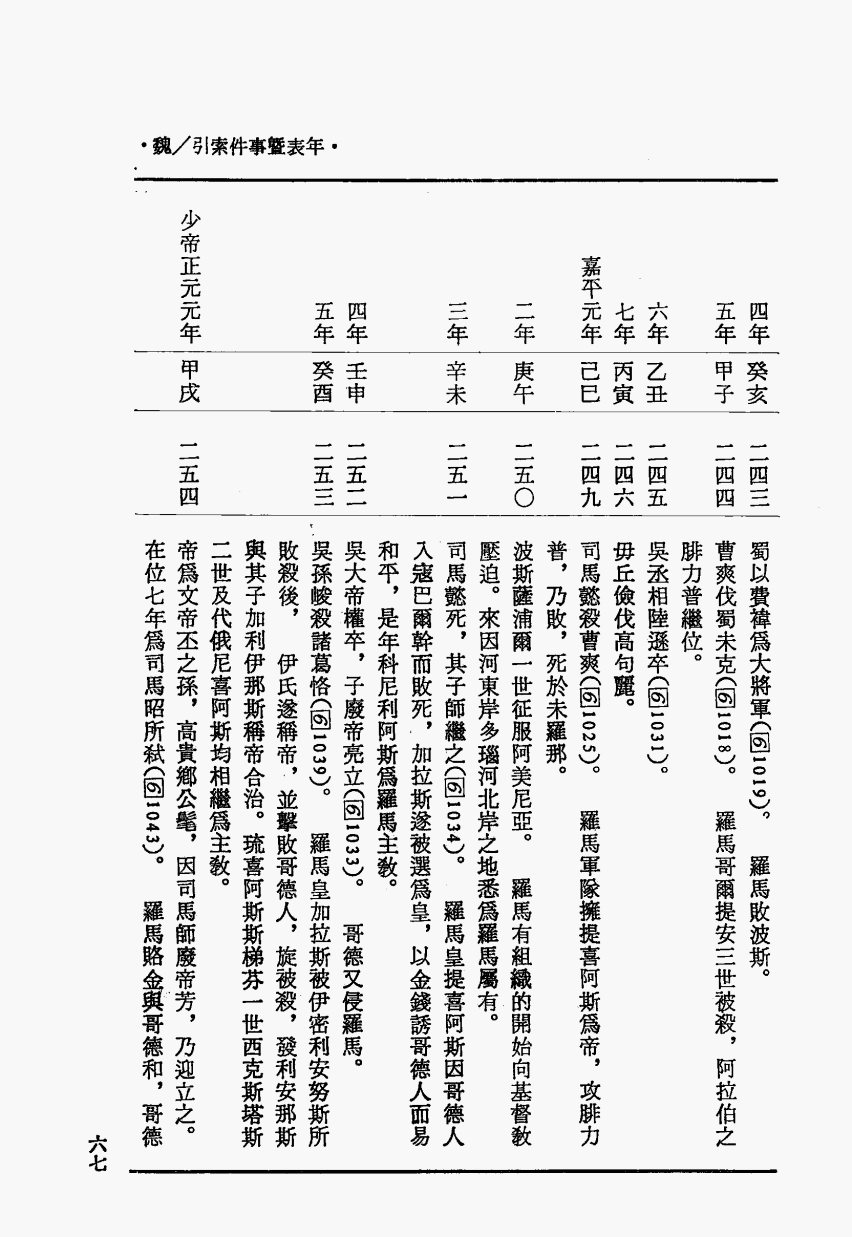 ·年表暨事件索引／魏·
四年 癸亥 二四三 蜀以費褘爲大將軍(⑥1019)。 羅馬敗波斯。
五年 甲子 二四四 曹爽伐蜀未克(⑥1018)。 羅馬哥爾提安三世被殺，阿拉伯之
腓力普繼位。
六年 乙丑 二四五 吳丞相陸遜卒(⑥1031)。
七年 丙寅 二四六 毋丘儉伐高句麗。
嘉平元年 己巳 二四九 司馬懿殺曹爽(⑥1025)。 羅馬軍隊擁提喜阿斯爲帝，攻腓力
普，乃敗，死於未羅那。
二年 庚午 二五〇 波斯薩浦爾一世征服阿美尼亞。 羅馬有組織的開始向基督敎
壓迫。來因河東岸多瑙河北岸之地悉爲羅馬屬有。
三年 辛未 二五一 司馬懿死，其子師繼之(⑥1034)。 羅馬皇提喜阿斯因哥德人
入寇巴爾幹而敗死，加拉斯遂被選爲皇，以金錢誘哥德人而易
和平，是年科尼利阿斯爲羅馬主敎。
四年 壬申 二五二 吳大帝權卒，子廢帝亮立(⑥1033)。 哥德又侵羅馬。
五年 癸酉 二五三 吳孫峻殺諸葛恪(⑥1039)。 羅馬皇加拉斯被伊密利安努斯所
敗殺後， 伊氏遂稱帝，並擊敗哥德人，旋被殺，發利安那斯
與其子加利伊那斯稱帝合治。琉喜阿斯斯梯芬一世西克斯塔斯
二世及代俄尼喜阿斯均相繼爲主敎。
少帝正元元年 甲戌 二五四 帝爲文帝丕之孫，高貴鄉公髦，因司馬師廢帝芳，乃迎立之。
在位七年爲司馬昭所弒(⑥1043)。 羅馬賂金與哥德和，哥德
六七